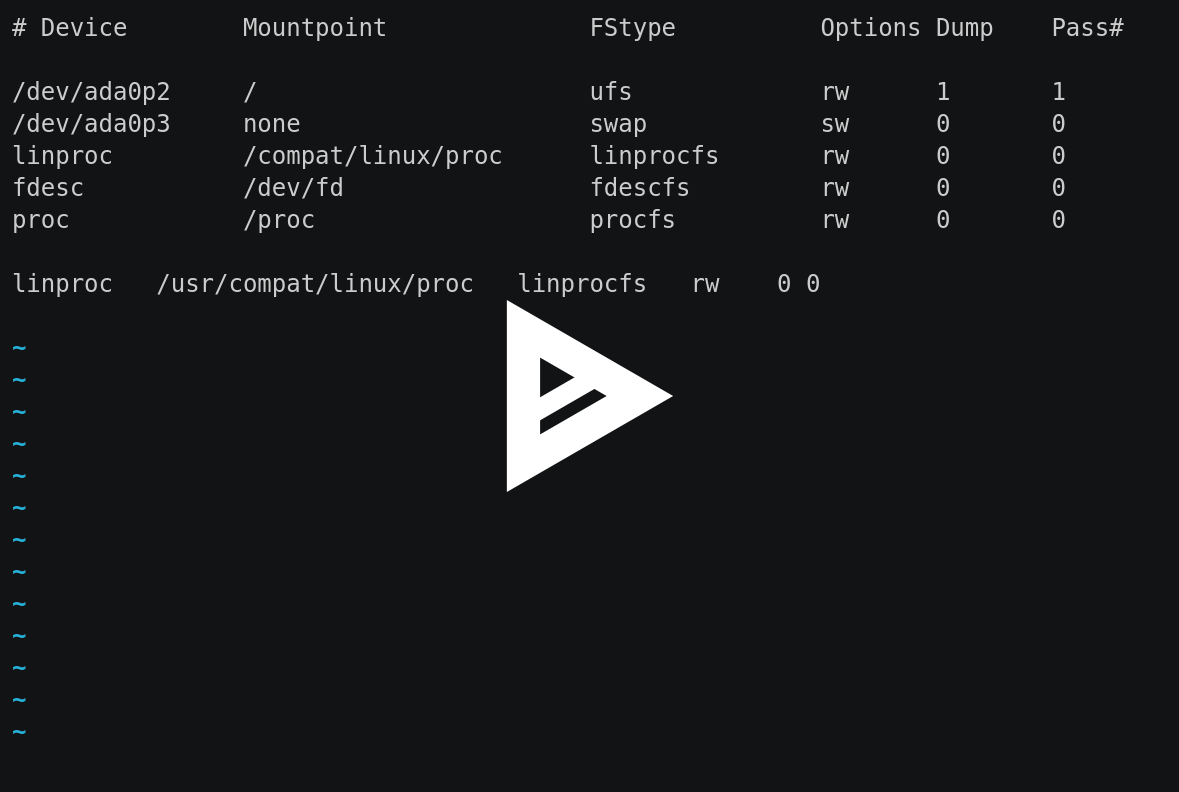 # Device        Mountpoint              FStype          Options Dump    Pass#
/dev/ada0p2     /                       ufs             rw      1       1
/dev/ada0p3     none                    swap            sw      0       0
linproc         /compat/linux/proc      linprocfs       rw      0       0
fdesc           /dev/fd                 fdescfs         rw      0       0
proc            /proc                   procfs          rw      0       0
linproc   /usr/compat/linux/proc   linprocfs   rw    0 0
~
~
~
~
~
~
~
~
~
~
~
~
~